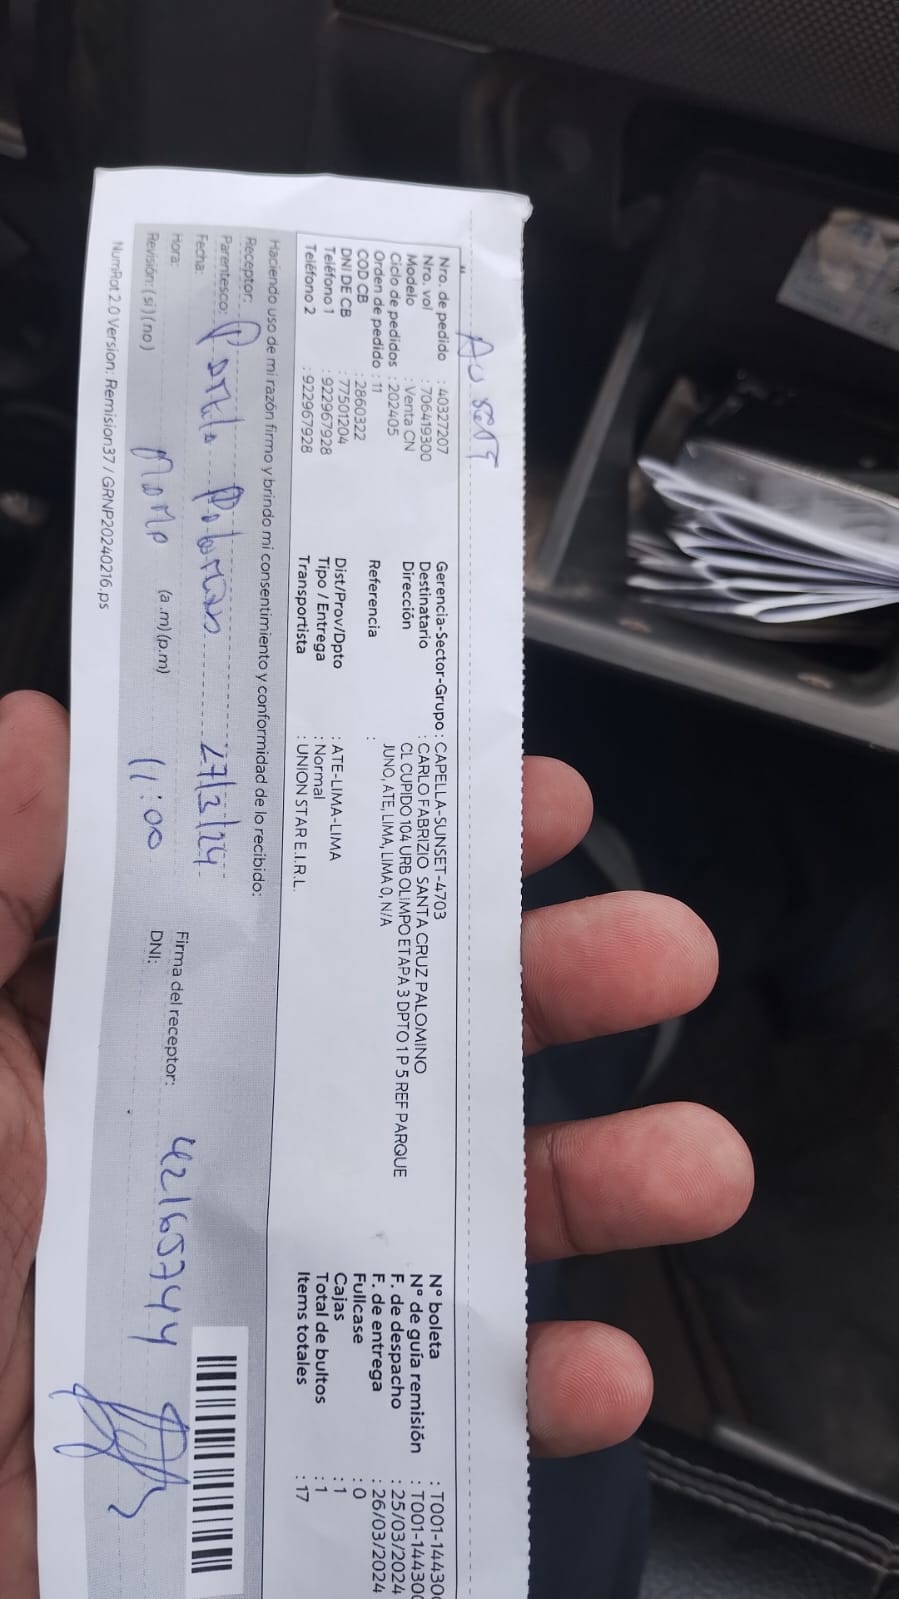 Ausent
Nro. de pedido : 40327207
Nro. vol : 706419300
Modelo : Venta CN
Ciclo de pedidos : 202405
Orden de pedido : 11
COD CB : 2860322
DNI DE CB : 77501204
Teléfono 1 : 922967928
Teléfono 2 : 922967928
Gerencia-Sector-Grupo : CAPELLA-SUNSET-4703
Destinatario : CARLO FABRIZIO SANTA CRUZ PALOMINO
Dirección CL CUPIDO 104 URB OLIMPO ETAPA 3 DPTO 1 P 5 REF PARQUE
JUNO, ATE, LIMA, LIMA 0, N/A
Referencia :
Dist/Prov/Dpto : ATE-LIMA-LIMA
Tipo / Entrega : Normal
Transportista : UNION STAR E.I.R.L.
N° boleta : T001-144300
N° de guía remisión : T001-14430
F. de despacho : 25/03/2024
F. de entrega : 26/03/2024
Fullcase : 0
Cajas : 1
Total de bultos : 1
Items totales : 17
Haciendo uso de mi razón firmo y brindo mi consentimiento y conformidad de lo recibido:
Receptor:
Parentesco:
Fecha: 27/3/24
Hora: (a.m) (p.m) 11:00
Revisión: (si) (no)
Firma del receptor:
DNI: 42165744
NumRot 2.0 Version: Remision37 / GRNP20240216.ps